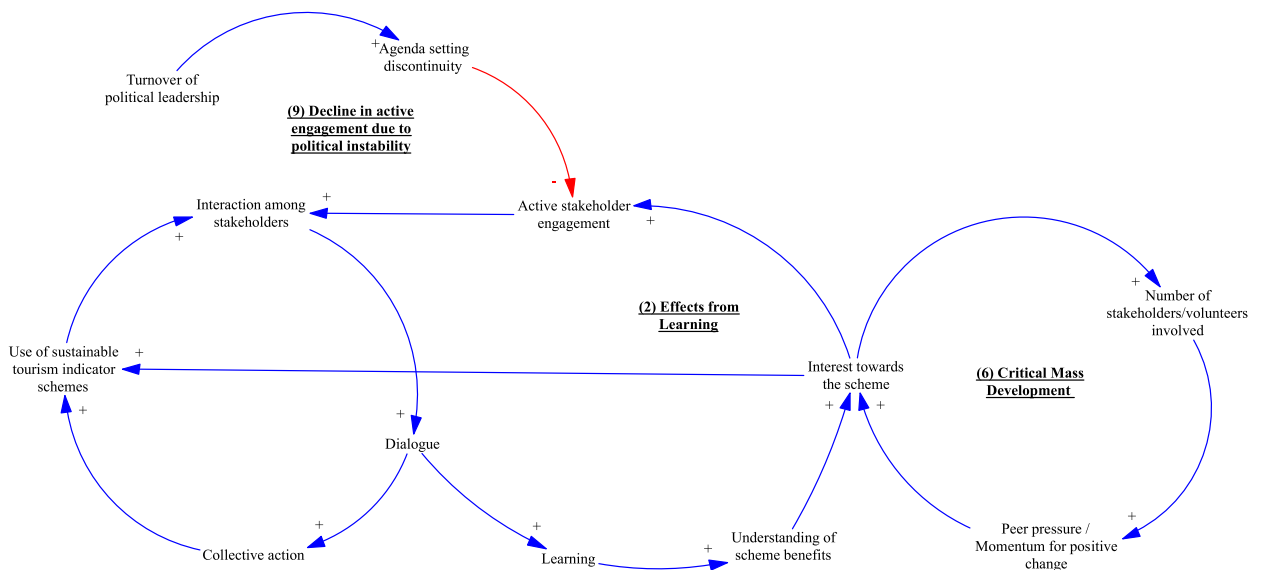 +
Agenda setting
discontinuity
Turnover of
political leadership
(9) Decline in active
engagement due to
political instability
-
+
Interaction among
stakeholders
+
Active stakeholder
engagement
+
+
Number of
stakeholders/volunteers
involved
(2) Effects from
Learning
Use of sustainable
tourism indicator
schemes
+
+
Interest towards
the scheme
+
+
(6) Critical Mass
Development
+
Dialogue
+
Collective action
+
Learning
+
Understanding of
scheme benefits
+
Peer pressure /
Momentum for positive
change